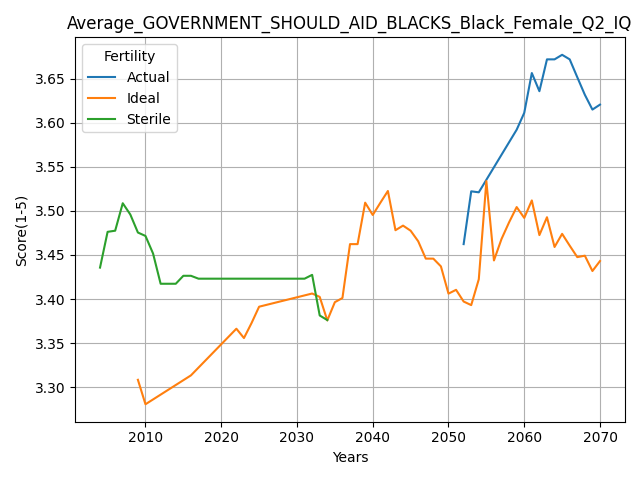 Average_GOVERNMENT_SHOULD_AID_BLACKS_Black_Female_Q2_IQ
Fertility
Actual
Ideal
Sterile
3.65
3.60
3.55
3.50
3.45
3.40
3.35
3.30
Score(1-5)
2010 2020 2030 2040 2050 2060 2070
Years